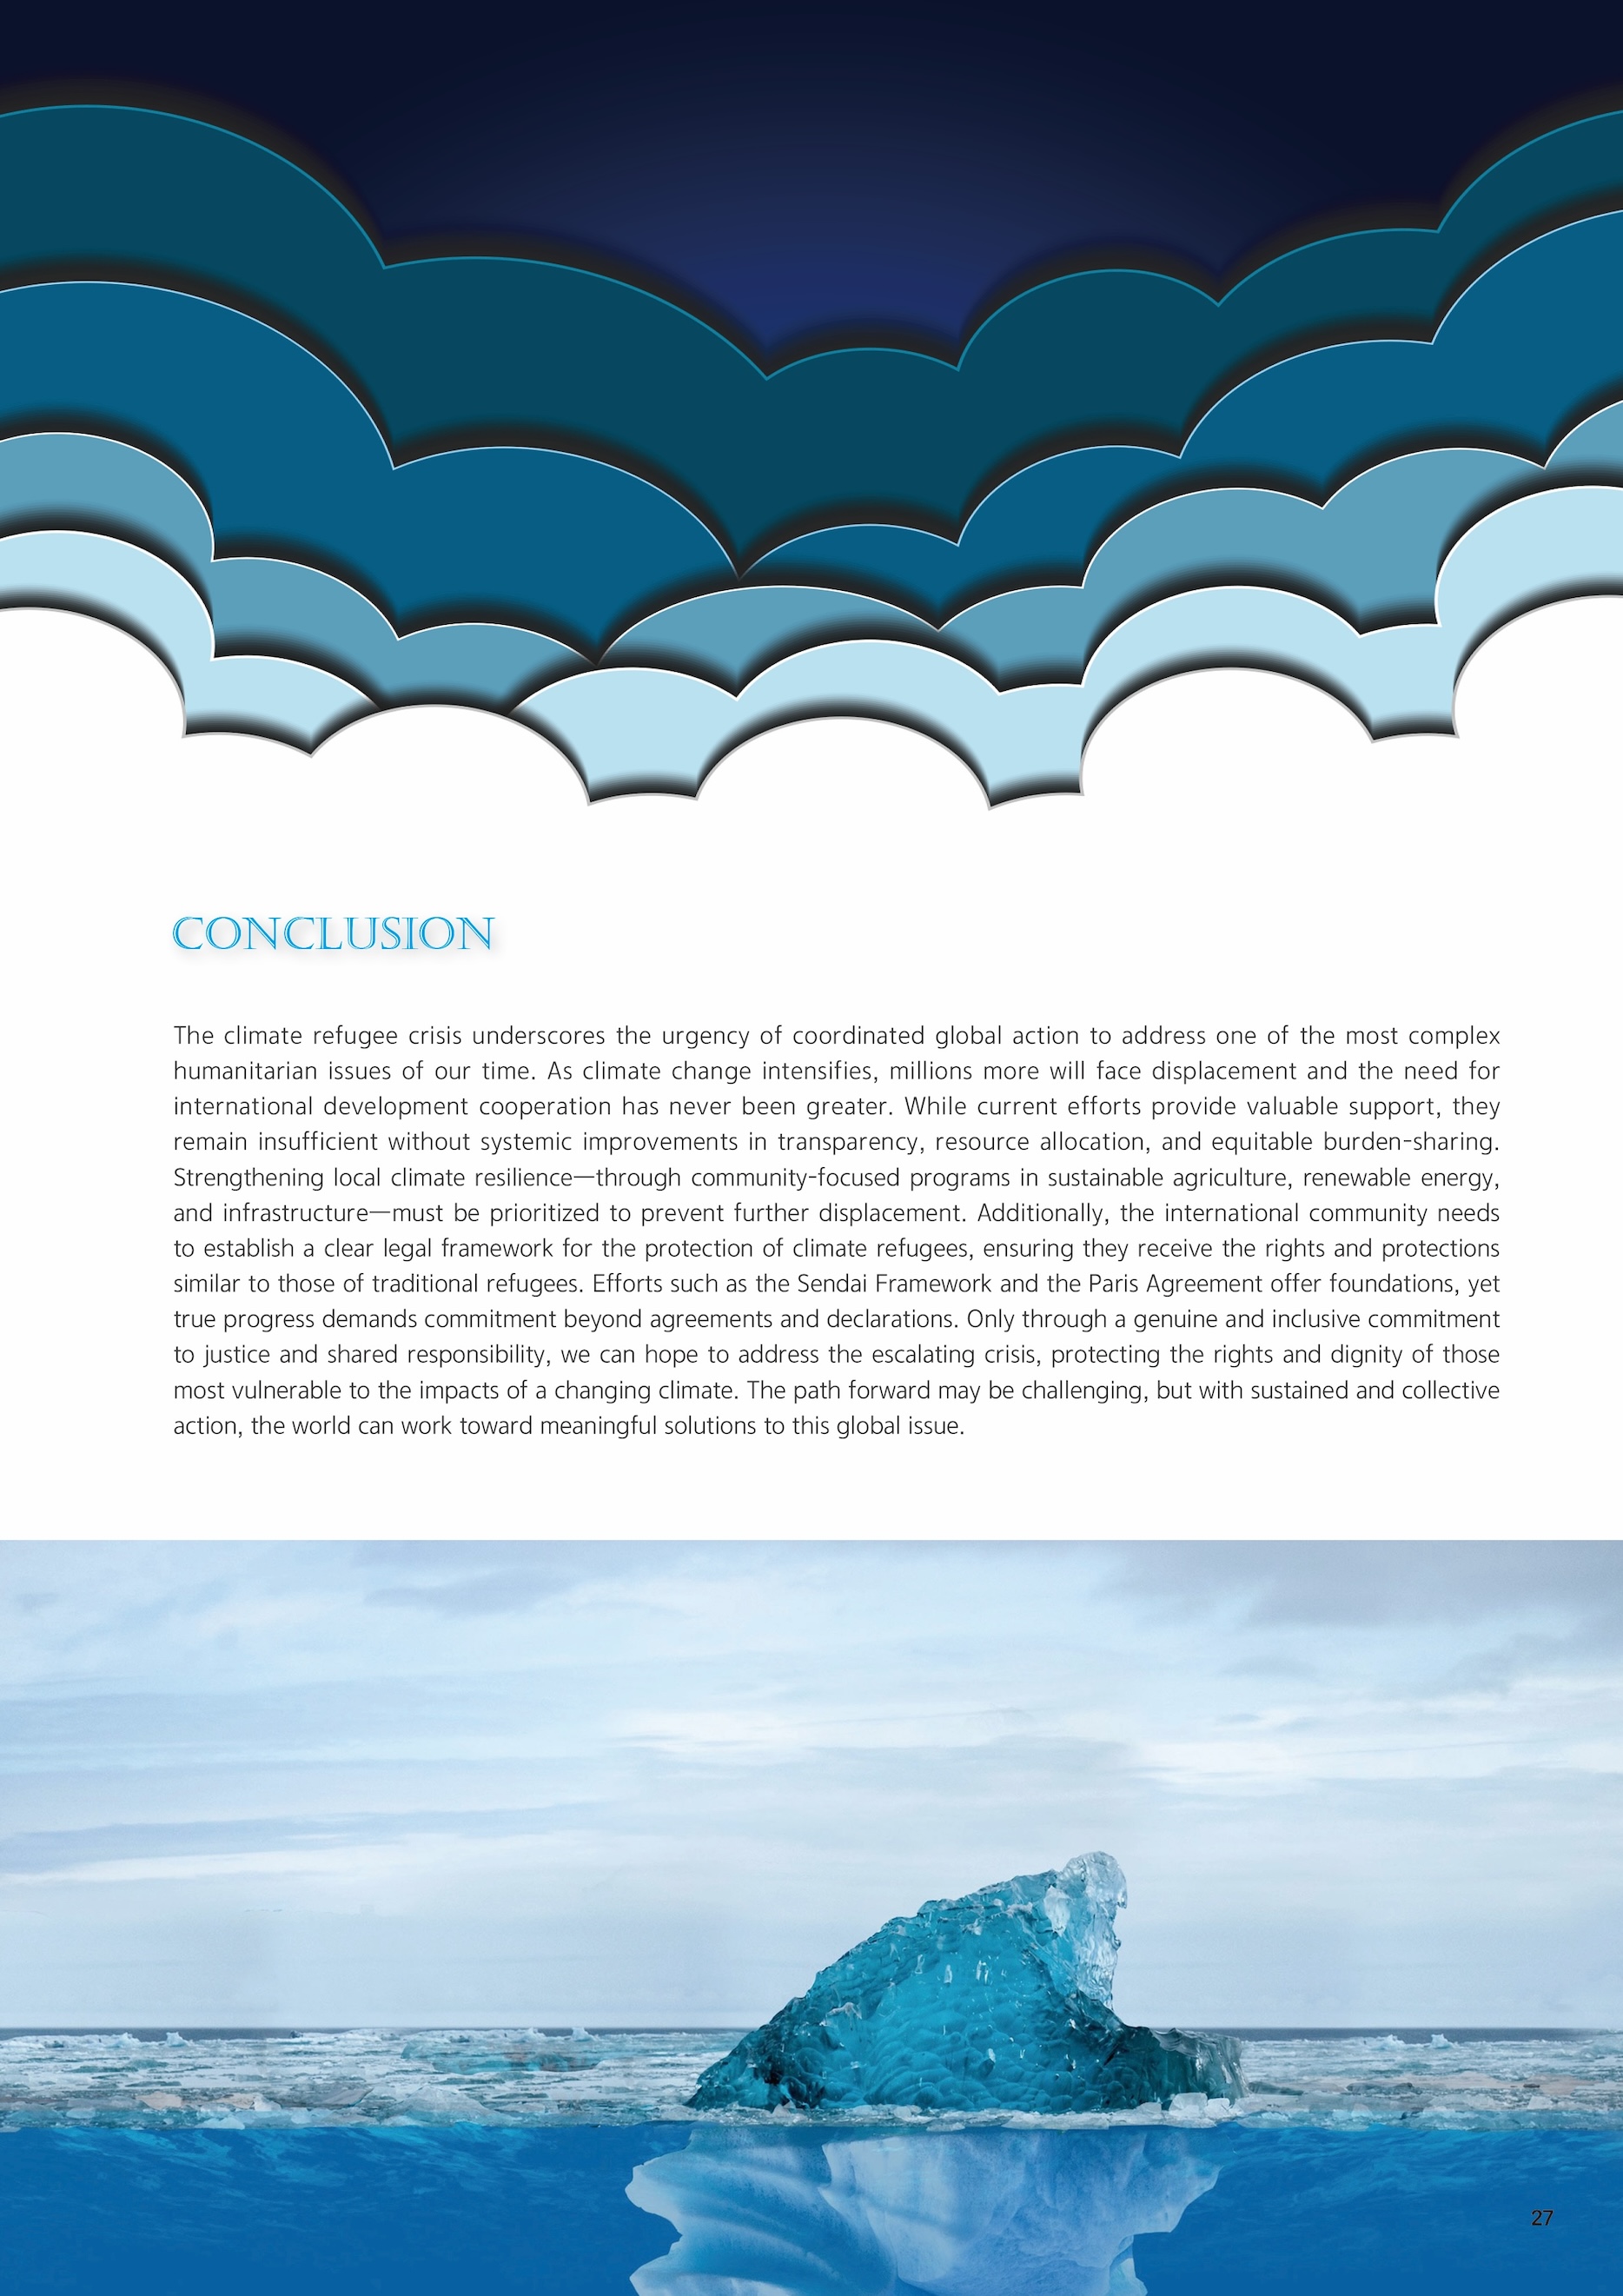 CONCLUSION
The climate refugee crisis underscores the urgency of coordinated global action to address one of the most complex
humanitarian issues of our time. As climate change intensifies, millions more will face displacement and the need for
international development cooperation has never been greater. While current efforts provide valuable support, they
remain insufficient without systemic improvements in transparency, resource allocation, and equitable burden-sharing.
Strengthening local climate resilience—through community-focused programs in sustainable agriculture, renewable energy,
and infrastructure—must be prioritized to prevent further displacement. Additionally, the international community needs
to establish a clear legal framework for the protection of climate refugees, ensuring they receive the rights and protections
similar to those of traditional refugees. Efforts such as the Sendai Framework and the Paris Agreement offer foundations, yet
true progress demands commitment beyond agreements and declarations. Only through a genuine and inclusive commitment
to justice and shared responsibility, we can hope to address the escalating crisis, protecting the rights and dignity of those
most vulnerable to the impacts of a changing climate. The path forward may be challenging, but with sustained and collective
action, the world can work toward meaningful solutions to this global issue.
27